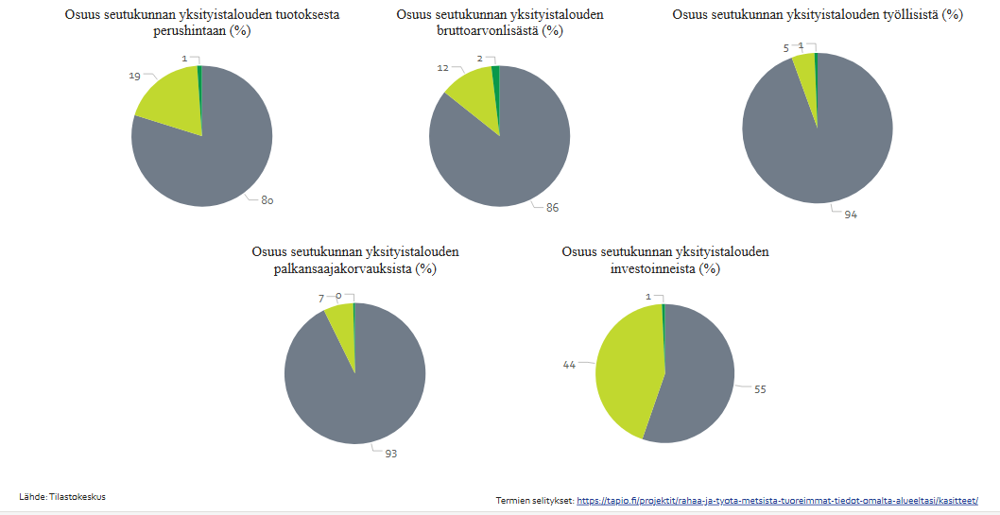 Osuus seutukunnan yksityistalouden tuotoksesta
perushintaan (%)
1
19
80
Osuus seutukunnan yksityistalouden
bruttoarvonlisästä (%)
2
12
86
Osuus seutukunnan yksityistalouden työllisistä (%)
5
1
94
Osuus seutukunnan yksityistalouden
palkansaajakorvauksista (%)
7
0
93
Osuus seutukunnan yksityistalouden
investoinneista (%)
1
44
55
Lähde: Tilastokeskus
Termien selitykset: https://tapio.fi/projektit/rahaa-ja-tyota-metsista-tuoreimmat-tiedot-omalta-alueeltasi/kasitteet/